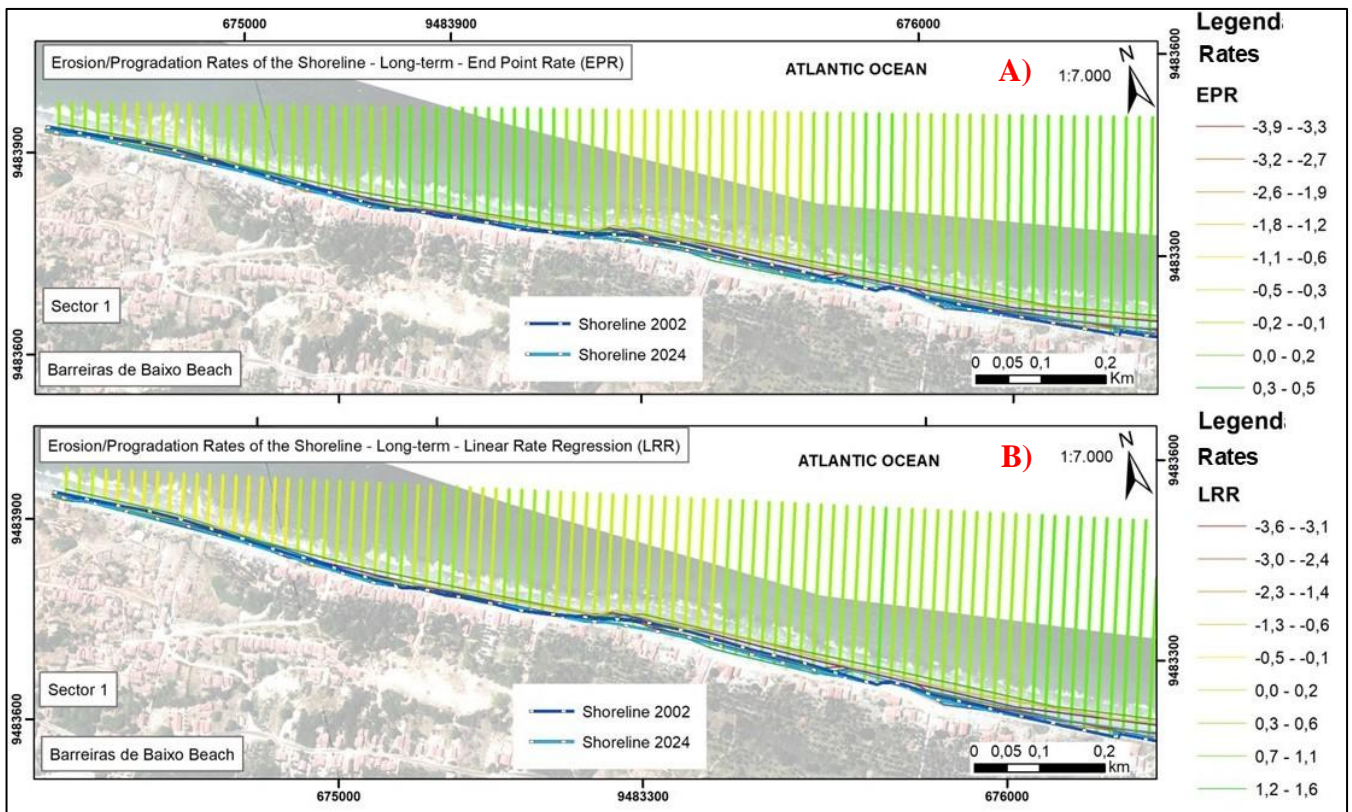 675000 9483900 676000
Erosion/Progradation Rates of the Shoreline - Long-term - End Point Rate (EPR)
ATLANTIC OCEAN
A)
1:7.000
N
9483600
9483900
9483300
9483600
Sector 1
Barreiras de Baixo Beach
Shoreline 2002
Shoreline 2024
0 0,05 0,1 0,2
Km
Legend
Rates
EPR
-3,9 - -3,3
-3,2 - -2,7
-2,6 - -1,9
-1,8 - -1,2
-1,1 - -0,6
-0,5 - -0,3
-0,2 - -0,1
0,0 - 0,2
0,3 - 0,5
Erosion/Progradation Rates of the Shoreline - Long-term - Linear Rate Regression (LRR)
ATLANTIC OCEAN
B)
1:7.000
N
9483600
9483900
9483300
9483600
Sector 1
Barreiras de Baixo Beach
Shoreline 2002
Shoreline 2024
0 0,05 0,1 0,2
km
675000 9483300 676000
Legend
Rates
LRR
-3,6 - -3,1
-3,0 - -2,4
-2,3 - -1,4
-1,3 - -0,6
-0,5 - -0,1
0,0 - 0,2
0,3 - 0,6
0,7 - 1,1
1,2 - 1,6